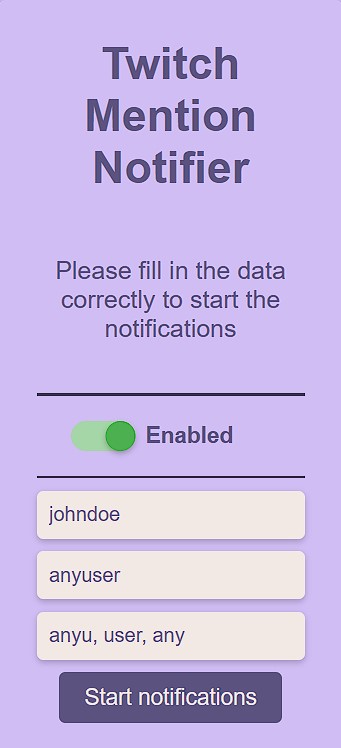 Twitch
Mention
Notifier
Please fill in the data
correctly to start the
notifications
Enabled
johndoe
anyuser
anyu, user, any
Start notifications